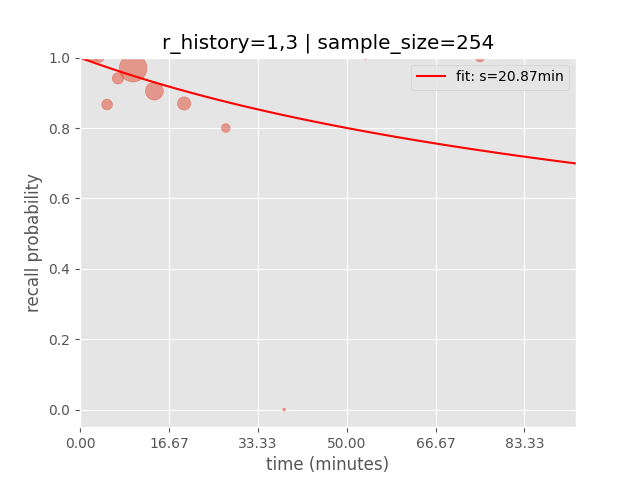 r_history=1,3 | sample_size=254
fit: s=20.87min
recall probability
1.0
0.8
0.6
0.4
0.2
0.0
0.00 16.67 33.33 50.00 66.67 83.33
time (minutes)